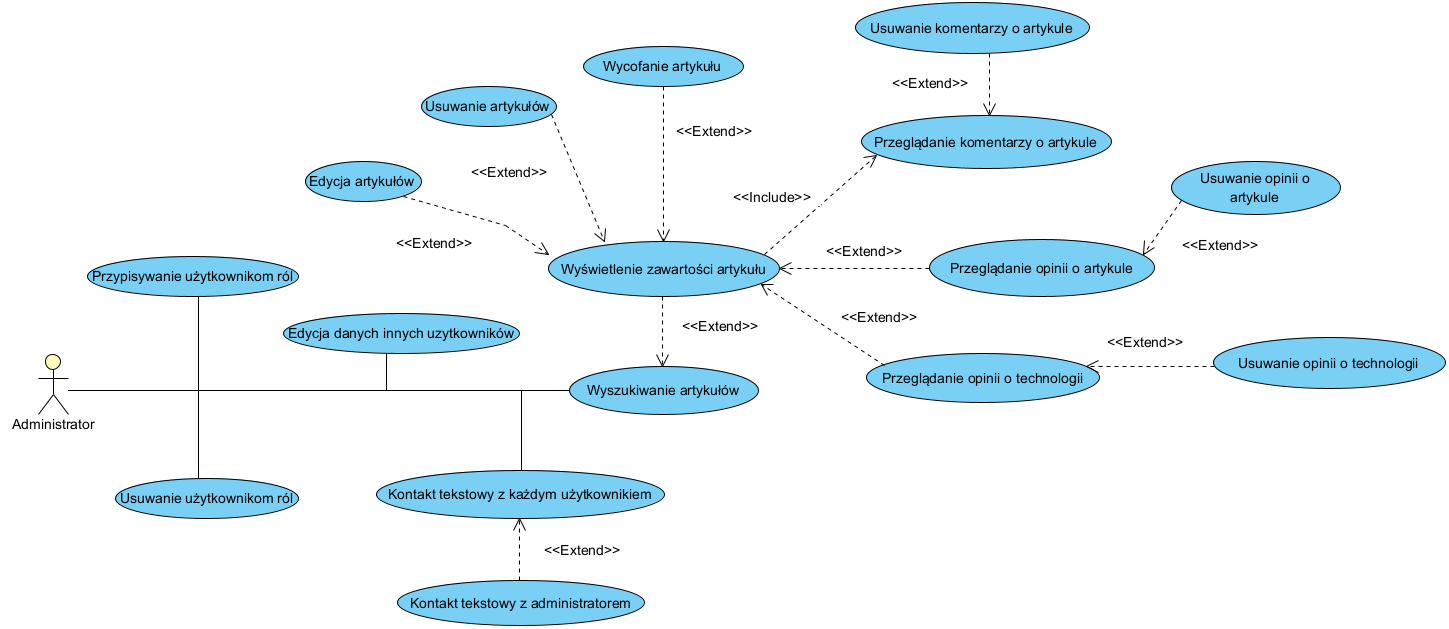 Usuwanie komentarzy o artykule
Wycofanie artykułu
<<Extend>>
Usuwanie artykułów
<<Extend>>
Przeglądanie komentarzy o artykule
<<Extend>>
Edycja artykułów
Usuwanie opinii o
artykule
<<Include>>
<<Extend>>
<<Extend>>
<<Extend>>
Wyświetlenie zawartości artykułu
Przeglądanie opinii o artykule
Przypisywanie użytkownikom ról
<<Extend>>
<<Extend>>
Edycja danych innych uzytkowników
<<Extend>>
Usuwanie opinii o technologii
Przeglądanie opinii o technologii
Wyszukiwanie artykułów
Administrator
Kontakt tekstowy z każdym użytkownikiem
Usuwanie użytkownikom ról
<<Extend>>
Kontakt tekstowy z administratorem